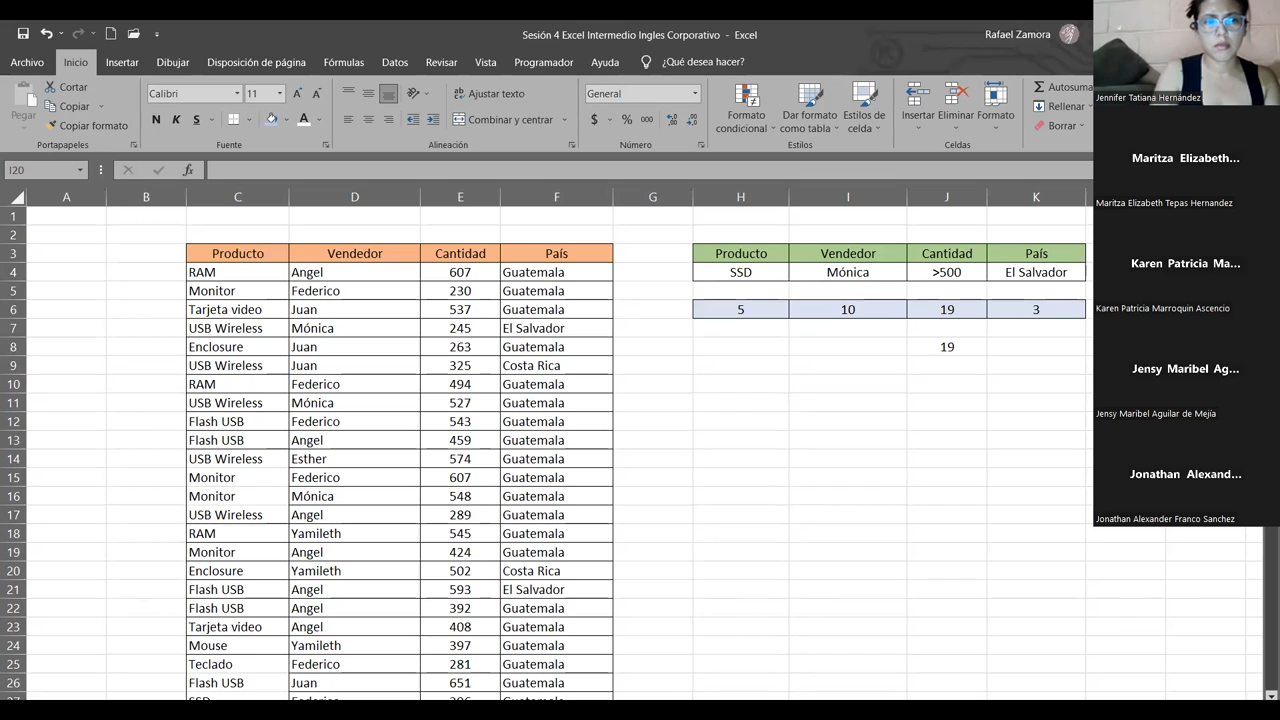 Sesión 4 Excel Intermedio Ingles Corporativo - Excel
Rafael Zamora
Archivo Inicio Insertar Dibujar Disposición de página Fórmulas Datos Revisar Vista Programador Ayuda ¿Qué desea hacer?
Pegar
Cortar
Copiar
Copiar formato
Portapapeles
Calibri 11
N K S
Fuente
Ajustar texto
Combinar y centrar
Alineación
General
$ % 000
Número
Formato condicional
Dar formato como tabla
Estilos de celda
Estilos
Insertar Eliminar Formato
Celdas
Autosuma
Rellenar
Borrar
I20
fx
A B C D E F G H I J K
1
2
3 Producto Vendedor Cantidad País Producto Vendedor Cantidad País
4 RAM Angel 607 Guatemala SSD Mónica >500 El Salvador
5 Monitor Federico 230 Guatemala
6 Tarjeta video Juan 537 Guatemala 5 10 19 3
7 USB Wireless Mónica 245 El Salvador
8 Enclosure Juan 263 Guatemala 19
9 USB Wireless Juan 325 Costa Rica
10 RAM Federico 494 Guatemala
11 USB Wireless Mónica 527 Guatemala
12 Flash USB Federico 543 Guatemala
13 Flash USB Angel 459 Guatemala
14 USB Wireless Esther 574 Guatemala
15 Monitor Federico 607 Guatemala
16 Monitor Mónica 548 Guatemala
17 USB Wireless Angel 289 Guatemala
18 RAM Yamileth 545 Guatemala
19 Monitor Angel 424 Guatemala
20 Enclosure Yamileth 502 Costa Rica
21 Flash USB Angel 593 El Salvador
22 Flash USB Angel 392 Guatemala
23 Tarjeta video Angel 408 Guatemala
24 Mouse Yamileth 397 Guatemala
25 Teclado Federico 281 Guatemala
26 Flash USB Juan 651 Guatemala
Jennifer Tatiana Hernández
Maritza Elizabeth...
Maritza Elizabeth Tepas Hernandez
Karen Patricia Ma...
Karen Patricia Marroquin Ascencio
Jensy Maribel Ag...
Jensy Maribel Aguilar de Mejía
Jonathan Alexand...
Jonathan Alexander Franco Sanchez